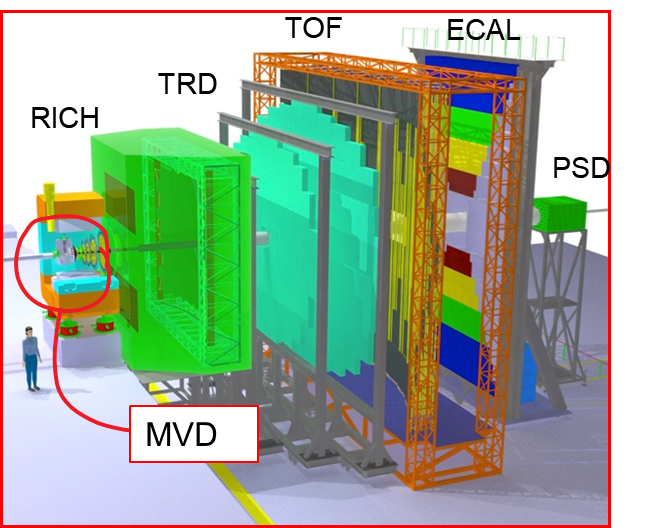 TOF
ECAL
TRD
RICH
PSD
MVD